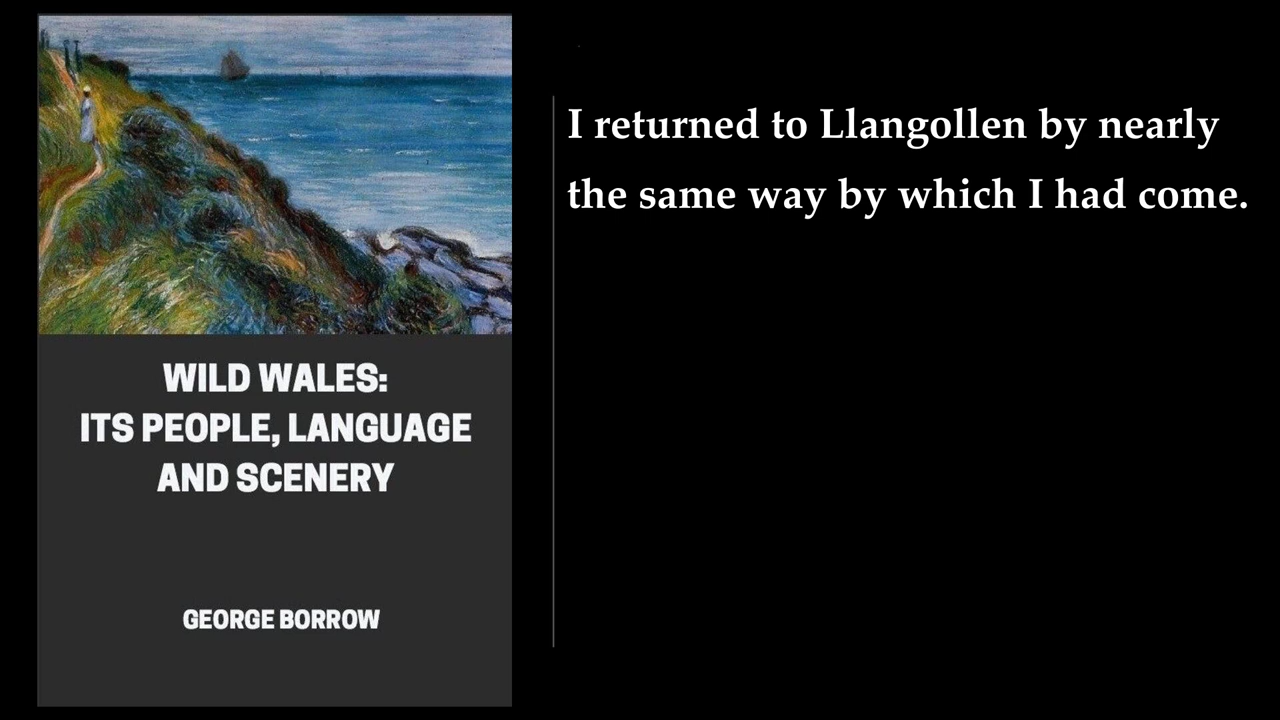 WILD WALES:
ITS PEOPLE, LANGUAGE
AND SCENERY
GEORGE BORROW
I returned to Llangollen by nearly
the same way by which I had come.